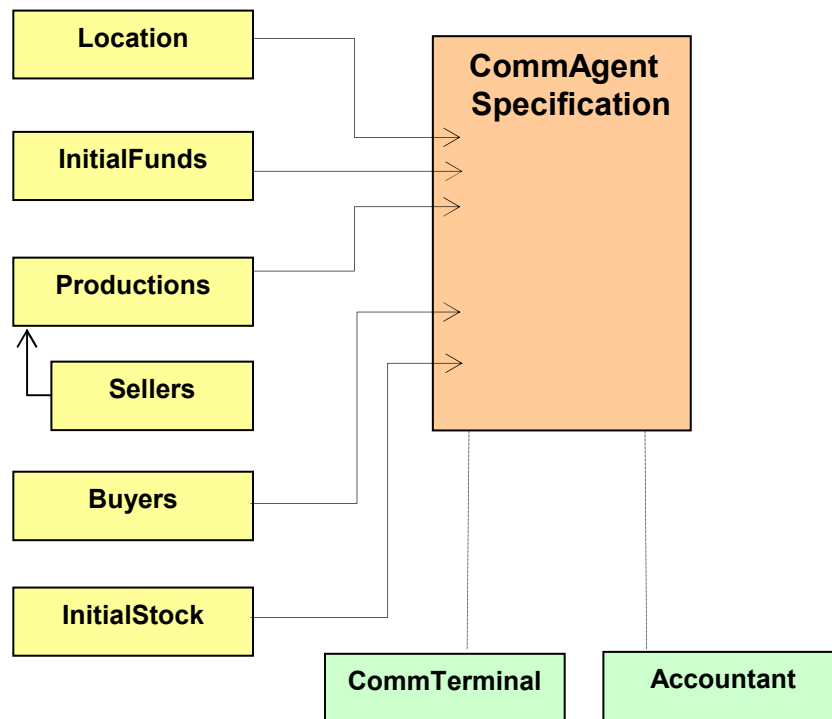 Location
CommAgent
Specification
InitialFunds
Productions
Sellers
Buyers
InitialStock
CommTerminal
Accountant